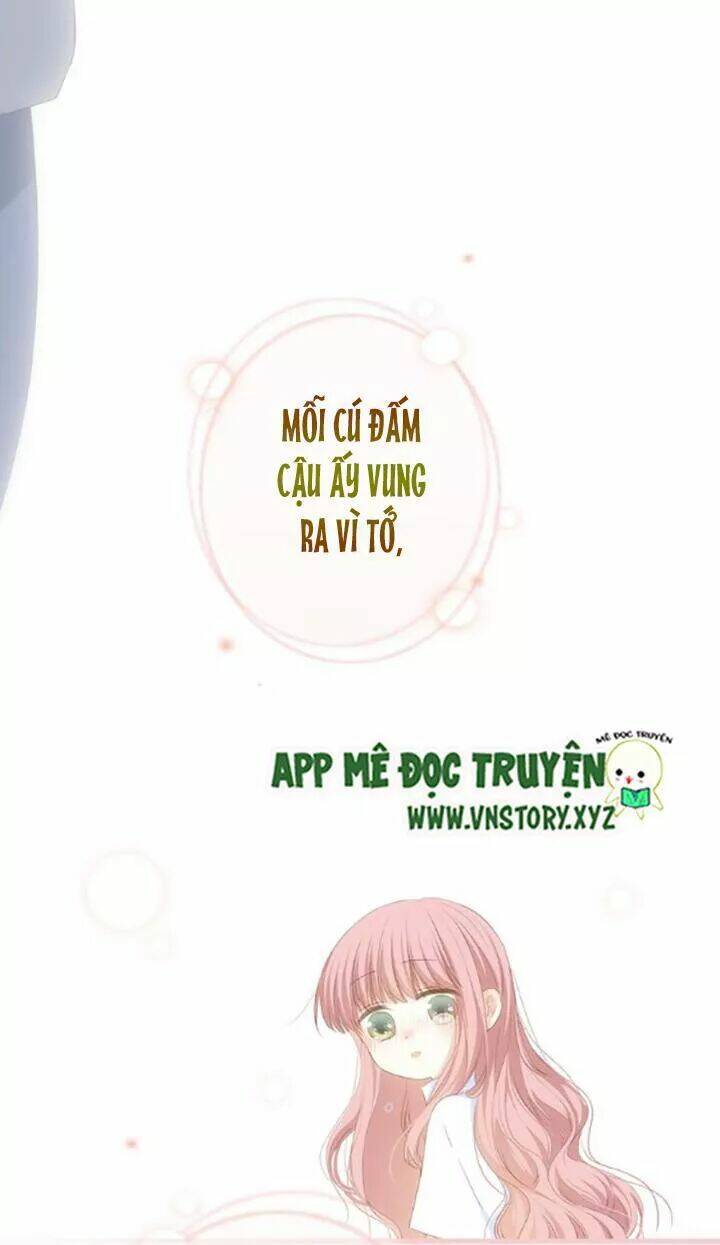 MỖI CÚ ĐẤM
CẬU ẤY VUNG
RA VÌ TỚ,
MÊ ĐỌC TRUYỆN
APP MÊ ĐỌC TRUYỆN
WWW.VNSTORY.XYZ